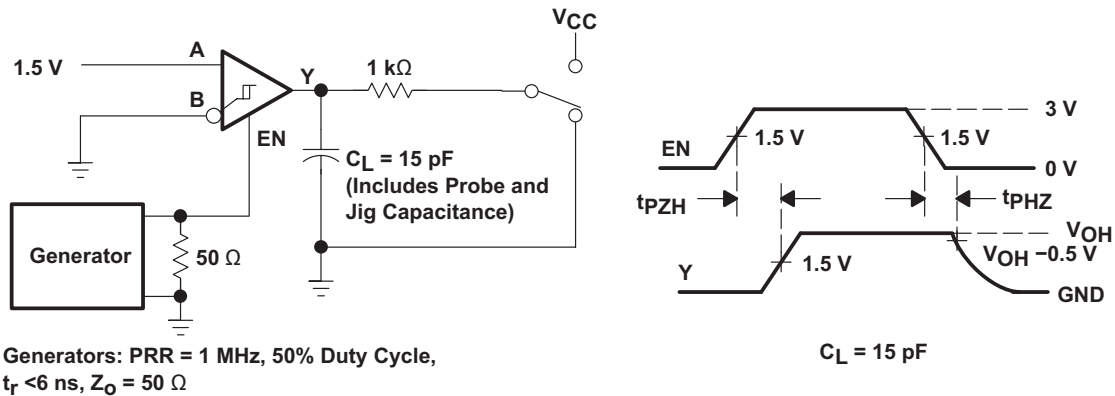 VCC
A
1.5 V
Y
1 kΩ
B
EN
CL = 15 pF
(Includes Probe and
Jig Capacitance)
Generator
50 Ω
Generators: PRR = 1 MHz, 50% Duty Cycle,
tr <6 ns, ZO = 50 Ω
3 V
1.5 V
1.5 V
EN
0 V
tPZH
tPHZ
VOH
VOH −0.5 V
1.5 V
Y
GND
CL = 15 pF